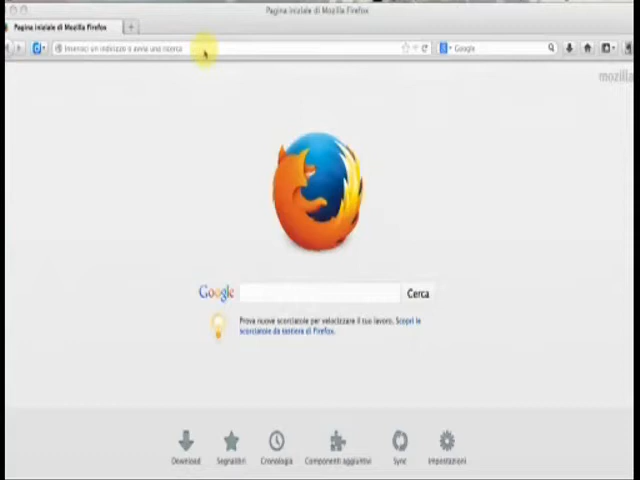 Pagina iniziale di Mozilla Firefox
Pagina iniziale di Mozilla Firefox
Inserisci un indirizzo o avvia una ricerca
Google
mozilla
Google
Cerca
Prova nuove scorciatoie per velocizzare il tuo lavoro. Scopri le
scorciatoie da tastiera di Firefox.
Download
Segnalibri
Cronologia
Componenti aggiuntivi
Sync
Impostazioni